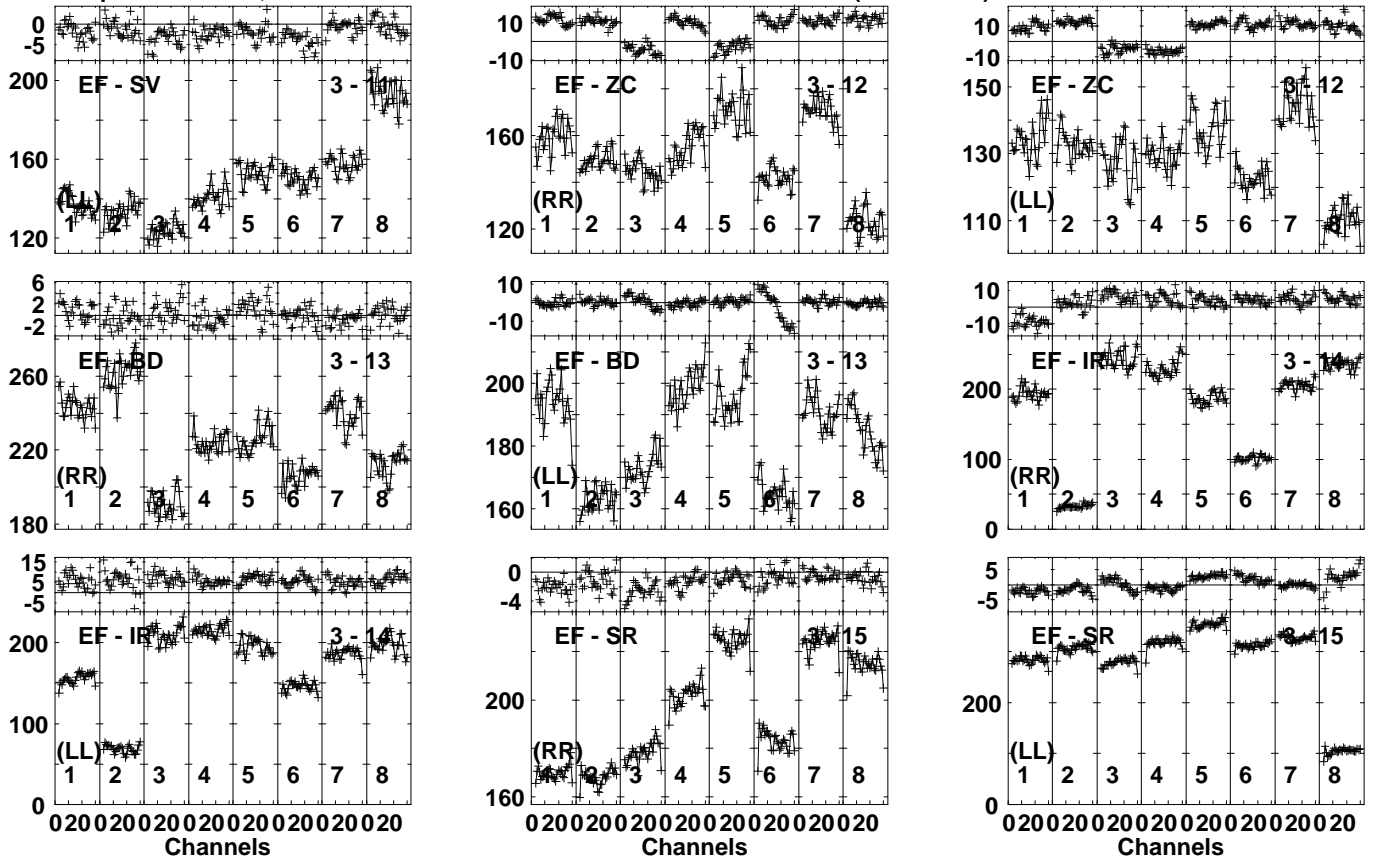 0 10 10
-5 -10 -10
200 EF - SV 3 - 11 160 EF - ZC 3 - 12 150 EF - ZC 3 - 12
160 130
(LL) (RR) (LL)
120 1 2 3 4 5 6 7 8 120 1 2 3 4 5 6 7 8 110 1 2 3 4 5 6 7 8
6 10 10
2
-2 -10 -10
260 EF - BD 3 - 13 200 EF - BD 3 - 13 200 EF - IR 3 - 14
220 180 100
(RR) (LL) (RR)
180 1 2 3 4 5 6 7 8 160 1 2 3 4 5 6 7 8 0 1 2 3 4 5 6 7 8
15 0 5
5
-5 -4 -5
200 EF - IR 3 - 14 200 EF - SR 3 - 15 200 EF - SR 3 - 15
100
(LL) (RR) (LL)
0 1 2 3 4 5 6 7 8 160 1 2 3 4 5 6 7 8 0 1 2 3 4 5 6 7 8
0 20 0 20 0 20 0 20 0 20 0 20 0 20 0 20 0 20 0 20 0 20 0 20 0 20 0 20 0 20 0 20 0 20 0 20 0 20 0 20 0 20 0 20 0 20 0 20
Channels Channels Channels